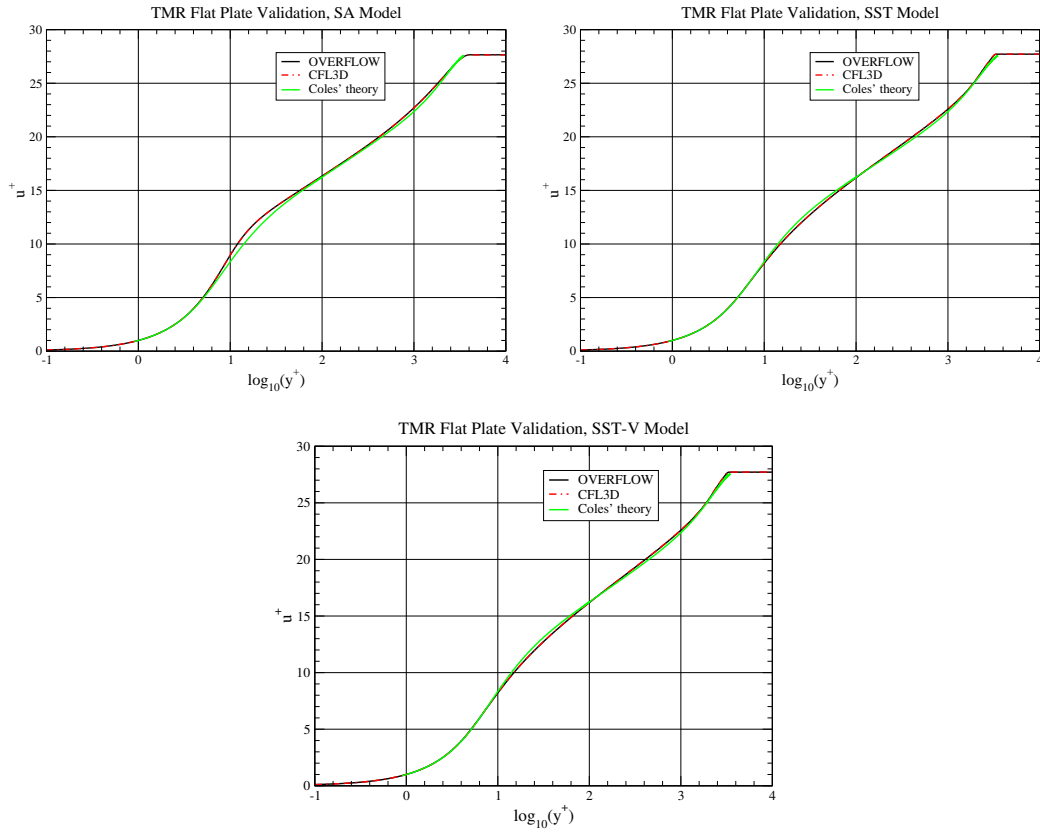 TMR Flat Plate Validation, SA Model
30
25
20
15
10
5
0
u+
OVERFLOW
CFL3D
Coles' theory
-1 0 1 2 3 4
log10(y+)
TMR Flat Plate Validation, SST Model
30
25
20
15
10
5
0
u+
OVERFLOW
CFL3D
Coles' theory
-1 0 1 2 3 4
log10(y+)
TMR Flat Plate Validation, SST-V Model
30
25
20
15
10
5
0
u+
OVERFLOW
CFL3D
Coles' theory
-1 0 1 2 3 4
log10(y+)